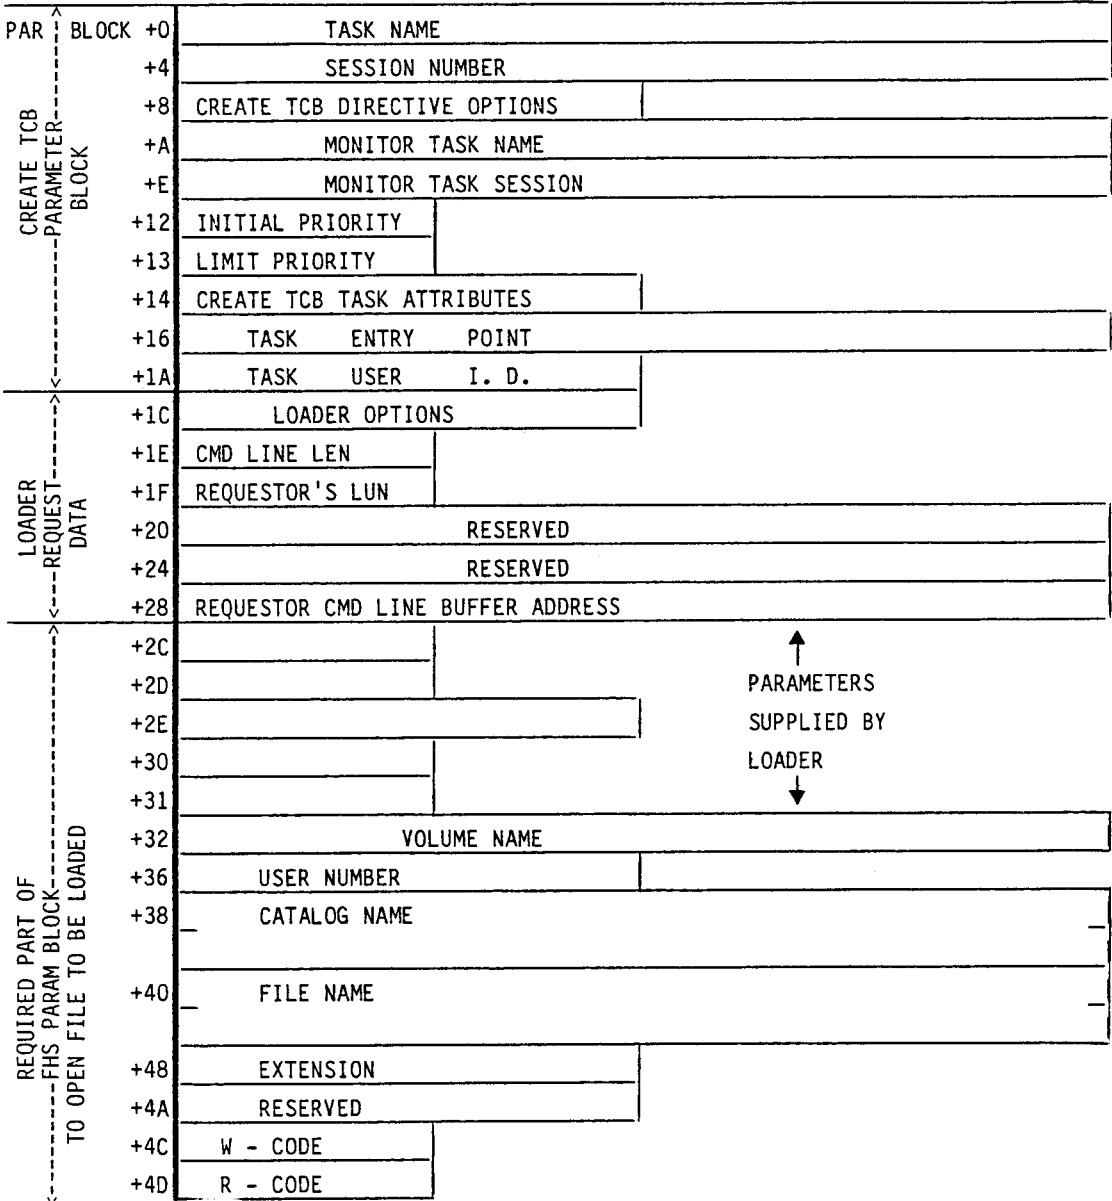 PAR BLOCK +0 TASK NAME
+4 SESSION NUMBER
+8 CREATE TCB DIRECTIVE OPTIONS
+A MONITOR TASK NAME
+E MONITOR TASK SESSION
+12 INITIAL PRIORITY
+13 LIMIT PRIORITY
+14 CREATE TCB TASK ATTRIBUTES
+16 TASK ENTRY POINT
+1A TASK USER I. D.
CREATE TCB
PARAMETER
BLOCK
+1C LOADER OPTIONS
+1E CMD LINE LEN
+1F REQUESTOR'S LUN
+20 RESERVED
+24 RESERVED
+28 REQUESTOR CMD LINE BUFFER ADDRESS
LOADER
REQUEST
DATA
+2C
+2D PARAMETERS
+2E SUPPLIED BY
+30 LOADER
+31
+32 VOLUME NAME
+36 USER NUMBER
+38 CATALOG NAME
+40 FILE NAME
+48 EXTENSION
+4A RESERVED
+4C W - CODE
+4D R - CODE
REQUIRED PART OF
FHS PARAM BLOCK
TO OPEN FILE TO BE LOADED